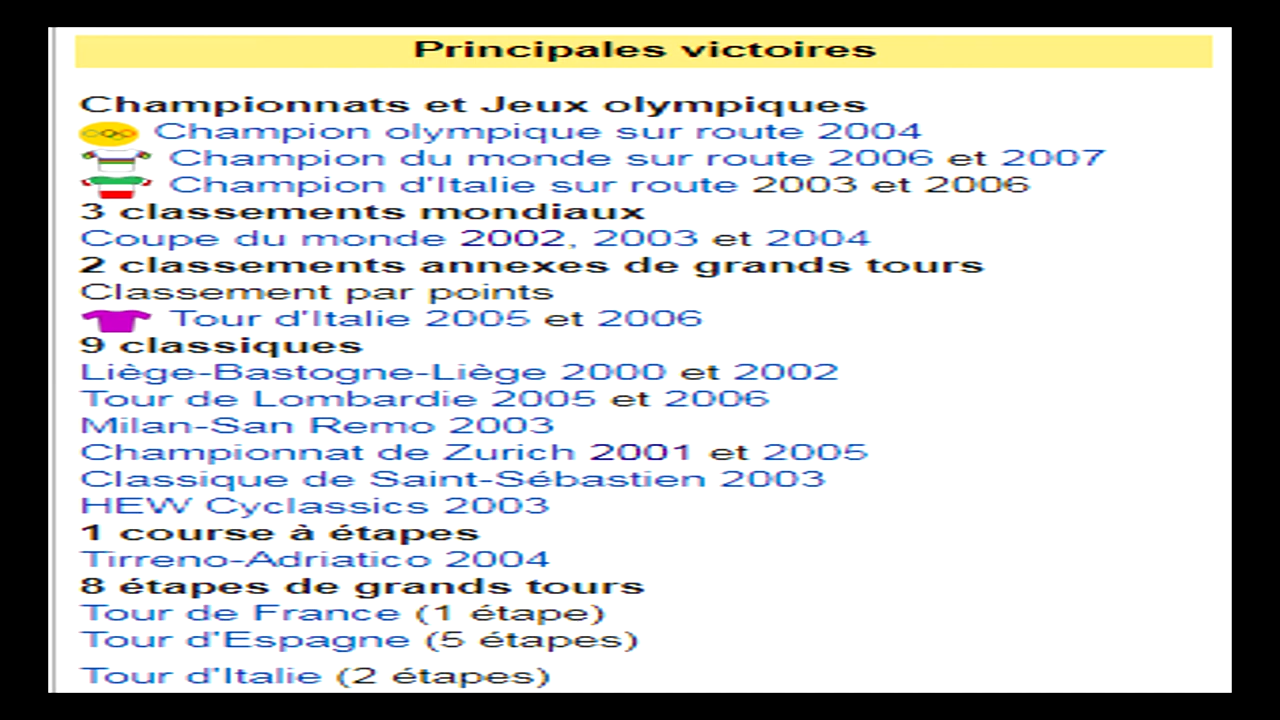 Principales victoires
Championnats et Jeux olympiques
Champion olympique sur route 2004
Champion du monde sur route 2006 et 2007
Champion d'Italie sur route 2003 et 2006
3 classements mondiaux
Coupe du monde 2002, 2003 et 2004
2 classements annexes de grands tours
Classement par points
Tour d'Italie 2005 et 2006
9 classiques
Liège-Bastogne-Liège 2000 et 2002
Tour de Lombardie 2005 et 2006
Milan-San Remo 2003
Championnat de Zurich 2001 et 2005
Classique de Saint-Sébastien 2003
HEW Cyclassics 2003
1 course à étapes
Tirreno-Adriatico 2004
8 étapes de grands tours
Tour de France (1 étape)
Tour d'Espagne (5 étapes)
Tour d'Italie (2 étapes)